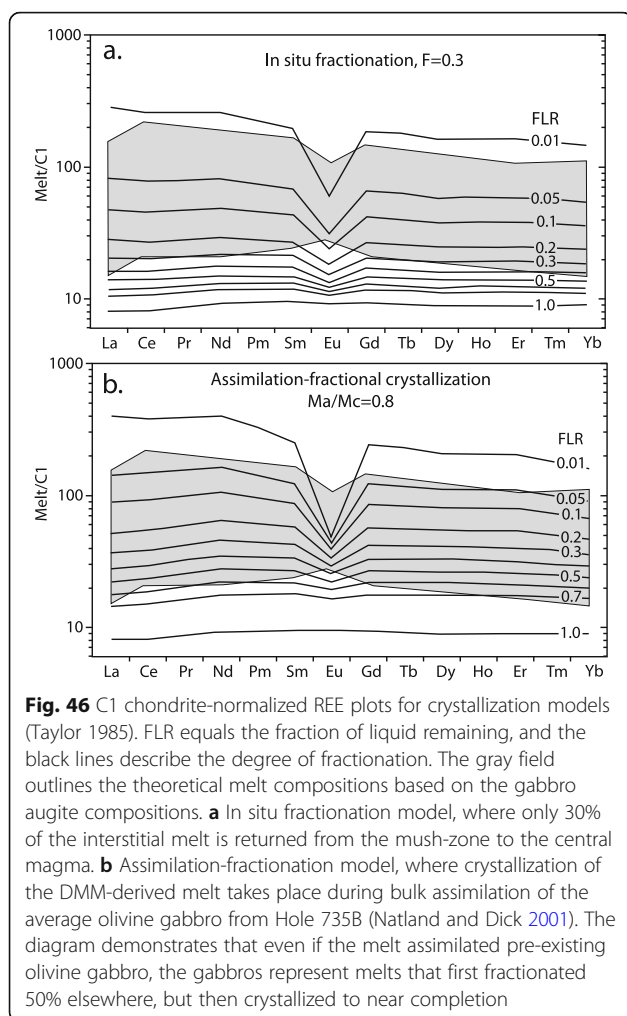 1000
a.
In situ fractionation, F=0.3
FLR
0.01
100
Melt/C1
0.05
0.1
0.2
0.3
0.5
10
1.0
La Ce Pr Nd Pm Sm Eu Gd Tb Dy Ho Er Tm Yb
1000
b.
Assimilation-fractional crystallization
Ma/Mc=0.8
FLR
0.01
100
Melt/C1
0.05
0.1
0.2
0.3
0.5
0.7
10
1.0
La Ce Pr Nd Pm Sm Eu Gd Tb Dy Ho Er Tm Yb
Fig. 46 C1 chondrite-normalized REE plots for crystallization models
(Taylor 1985). FLR equals the fraction of liquid remaining, and the
black lines describe the degree of fractionation. The gray field
outlines the theoretical melt compositions based on the gabbro
augite compositions. a In situ fractionation model, where only 30%
of the interstitial melt is returned from the mush-zone to the central
magma. b Assimilation-fractionation model, where crystallization of
the DMM-derived melt takes place during bulk assimilation of the
average olivine gabbro from Hole 735B (Natland and Dick 2001). The
diagram demonstrates that even if the melt assimilated pre-existing
olivine gabbro, the gabbros represent melts that first fractionated
50% elsewhere, but then crystallized to near completion